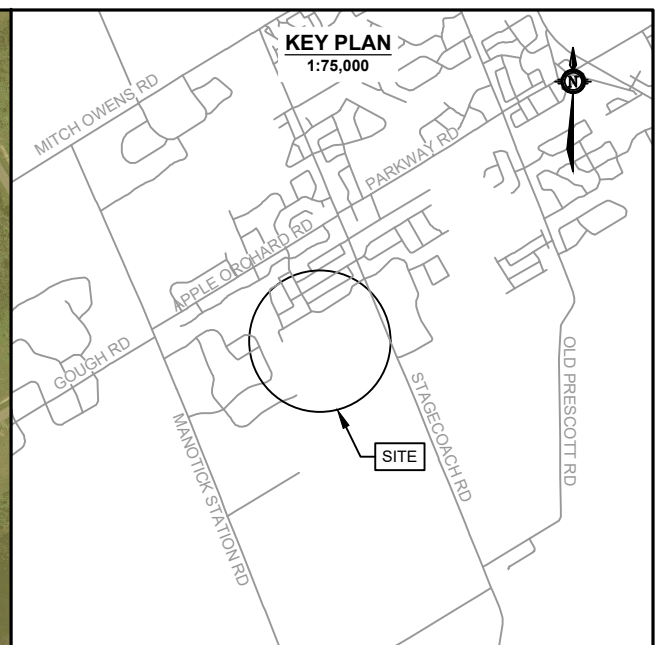 KEY PLAN
1:75,000
N
MITCH OWENS RD
PARKWAY RD
APPLE ORCHARD RD
GOUGH RD
MANOTICK STATION RD
STAGECOACH RD
OLD PRESCOTT RD
SITE